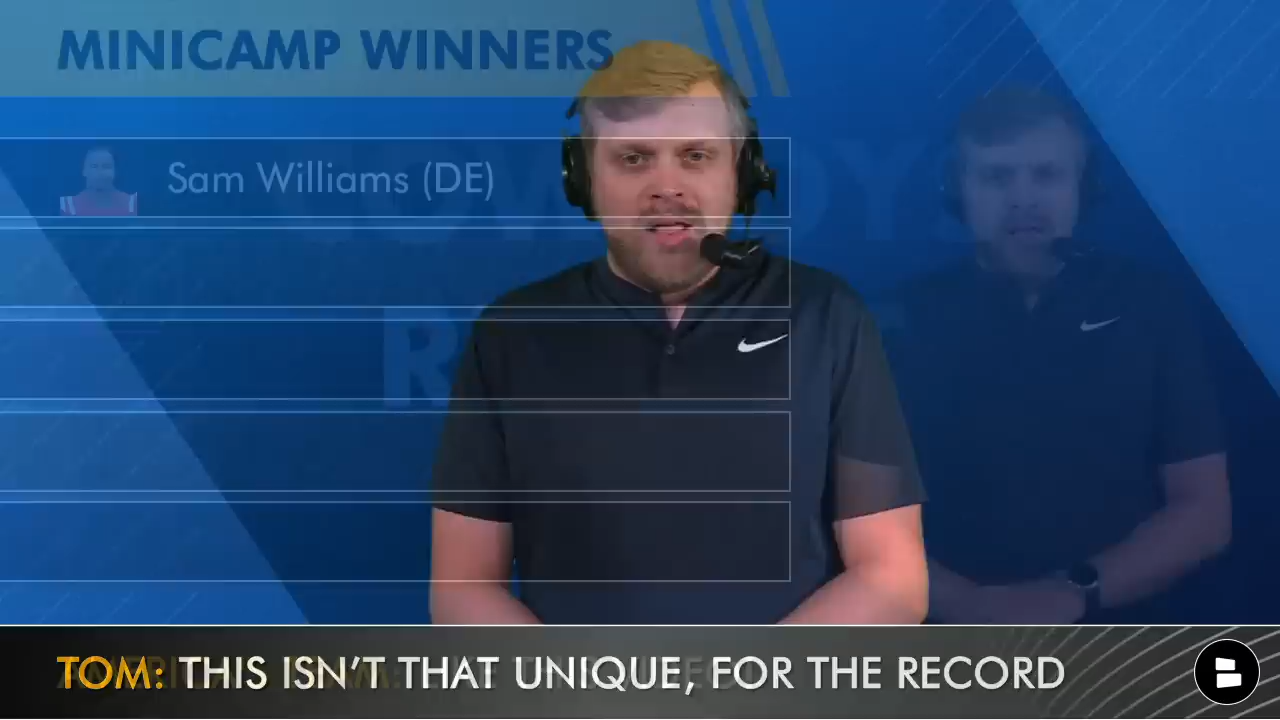 MINICAMP WINNERS
Sam Williams (DE)
TOM: THIS ISN'T THAT UNIQUE, FOR THE RECORD